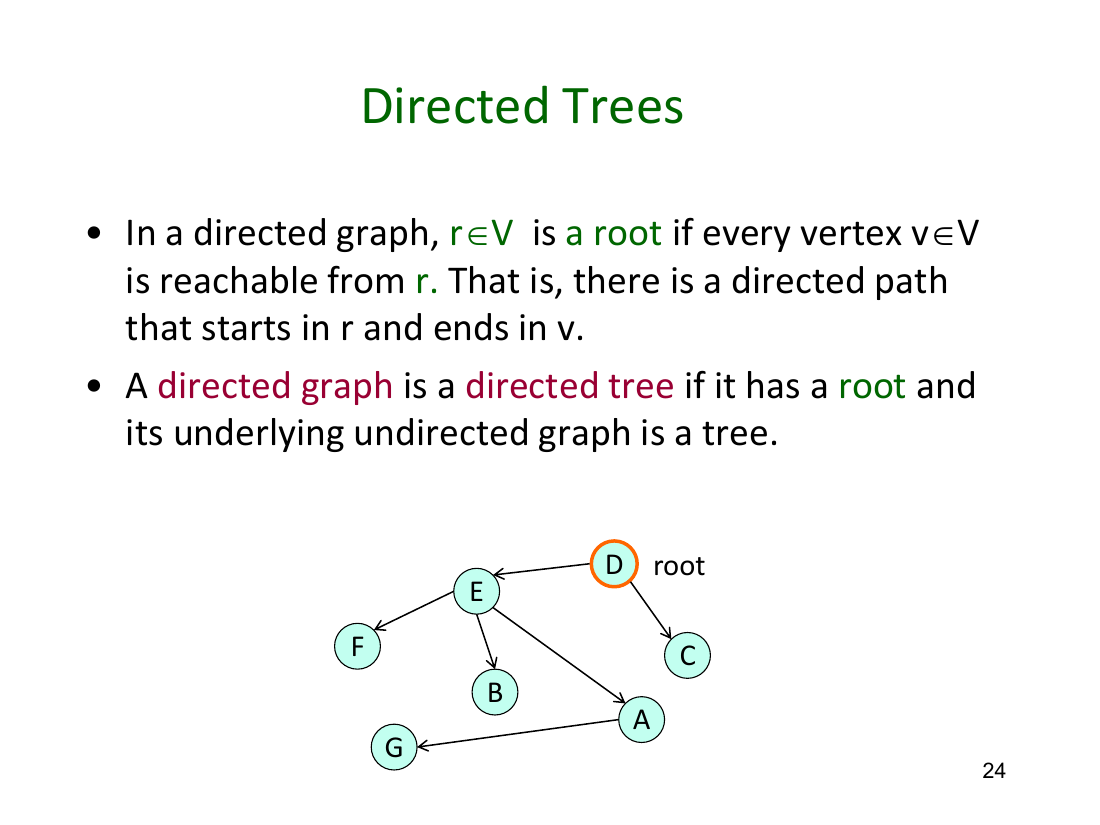 Directed Trees
• In a directed graph, r∈V is a root if every vertex v∈V
is reachable from r. That is, there is a directed path
that starts in r and ends in v.
• A directed graph is a directed tree if it has a root and
its underlying undirected graph is a tree.
D root
E
F
C
B
A
G
24